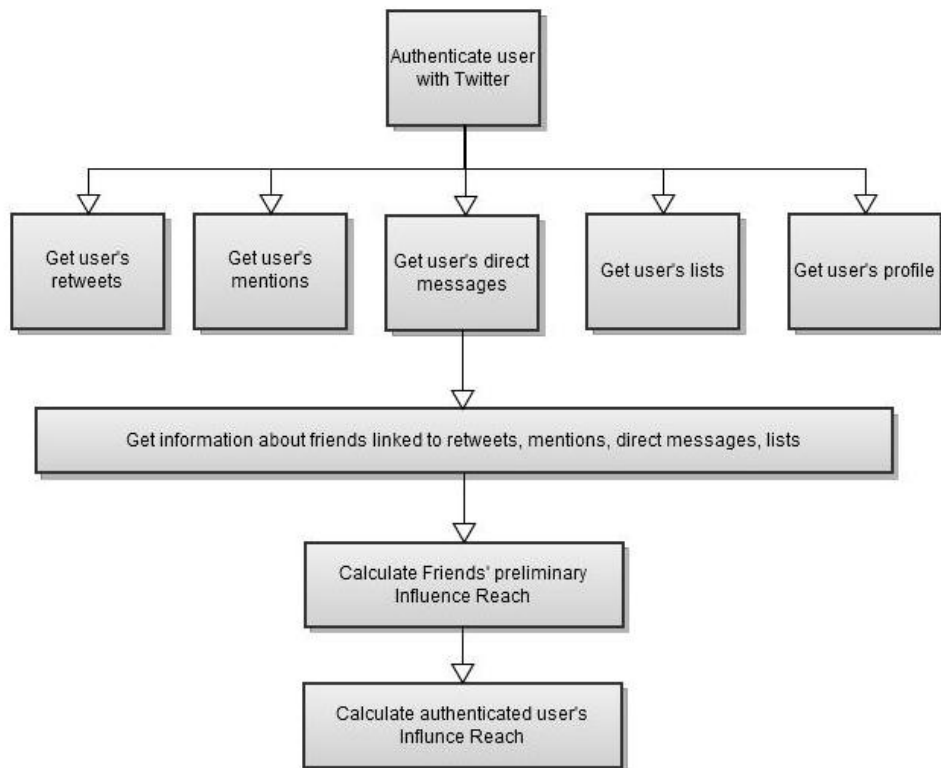 Authenticate user
with Twitter
Get user's
retweets
Get user's
mentions
Get user's direct
messages
Get user's lists
Get user's profile
Get information about friends linked to retweets, mentions, direct messages, lists
Calculate Friends' preliminary
Influence Reach
Calculate authenticated user's
Influnce Reach